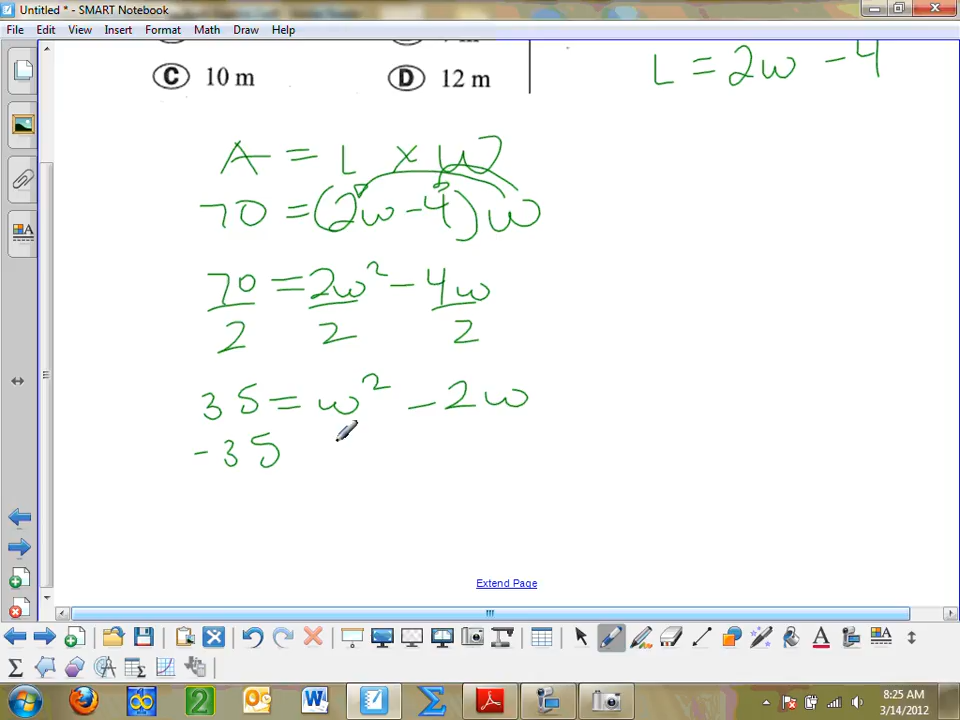 Untitled * - SMART Notebook
File Edit View Insert Format Math Draw Help
C 10 m D 12 m
L = 2w - 4
A = L x W
70 = (2w - 4) w
70 = 2w² - 4w
2 2 2
35 = w² - 2w
-35
Extend Page
8:25 AM
3/14/2012